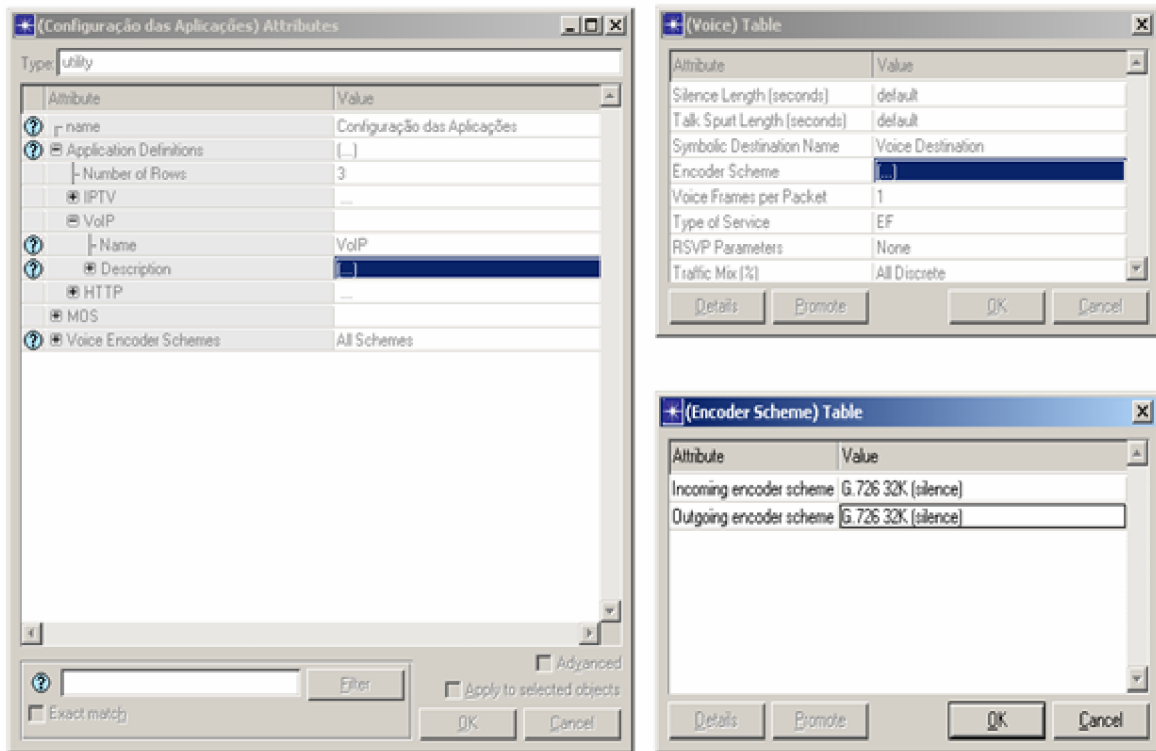 (Configuração das Aplicações) Attributes
Type: utility
Attribute Value
name Configuração das Aplicações
Application Definitions (...)
Number of Rows 3
IPTV ...
VoIP
Name VoIP
Description (...)
HTTP ...
MOS
Voice Encoder Schemes All Schemes
Advanced
Filter
Apply to selected objects
Exact match
OK Cancel
(Voice) Table
Attribute Value
Silence Length (seconds) default
Talk Spurt Length (seconds) default
Symbolic Destination Name Voice Destination
Encoder Scheme (...)
Voice Frames per Packet 1
Type of Service EF
RSVP Parameters None
Traffic Mix (%) All Discrete
Details Promote OK Cancel
(Encoder Scheme) Table
Attribute Value
Incoming encoder scheme G.726 32K (silence)
Outgoing encoder scheme G.726 32K (silence)
Details Promote OK Cancel